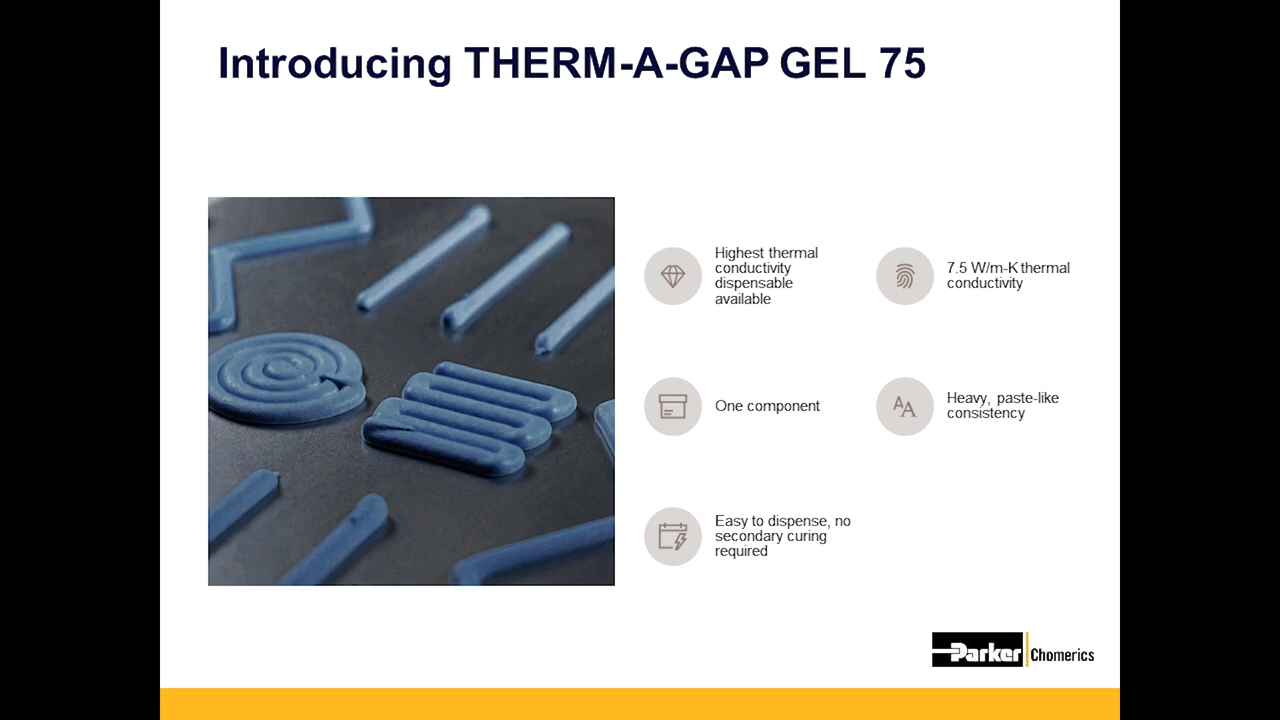 Introducing THERM-A-GAP GEL 75
Highest thermal
conductivity
dispensable
available
7.5 W/m-K thermal
conductivity
One component
Heavy, paste-like
consistency
Easy to dispense, no
secondary curing
required
Parker Chomerics